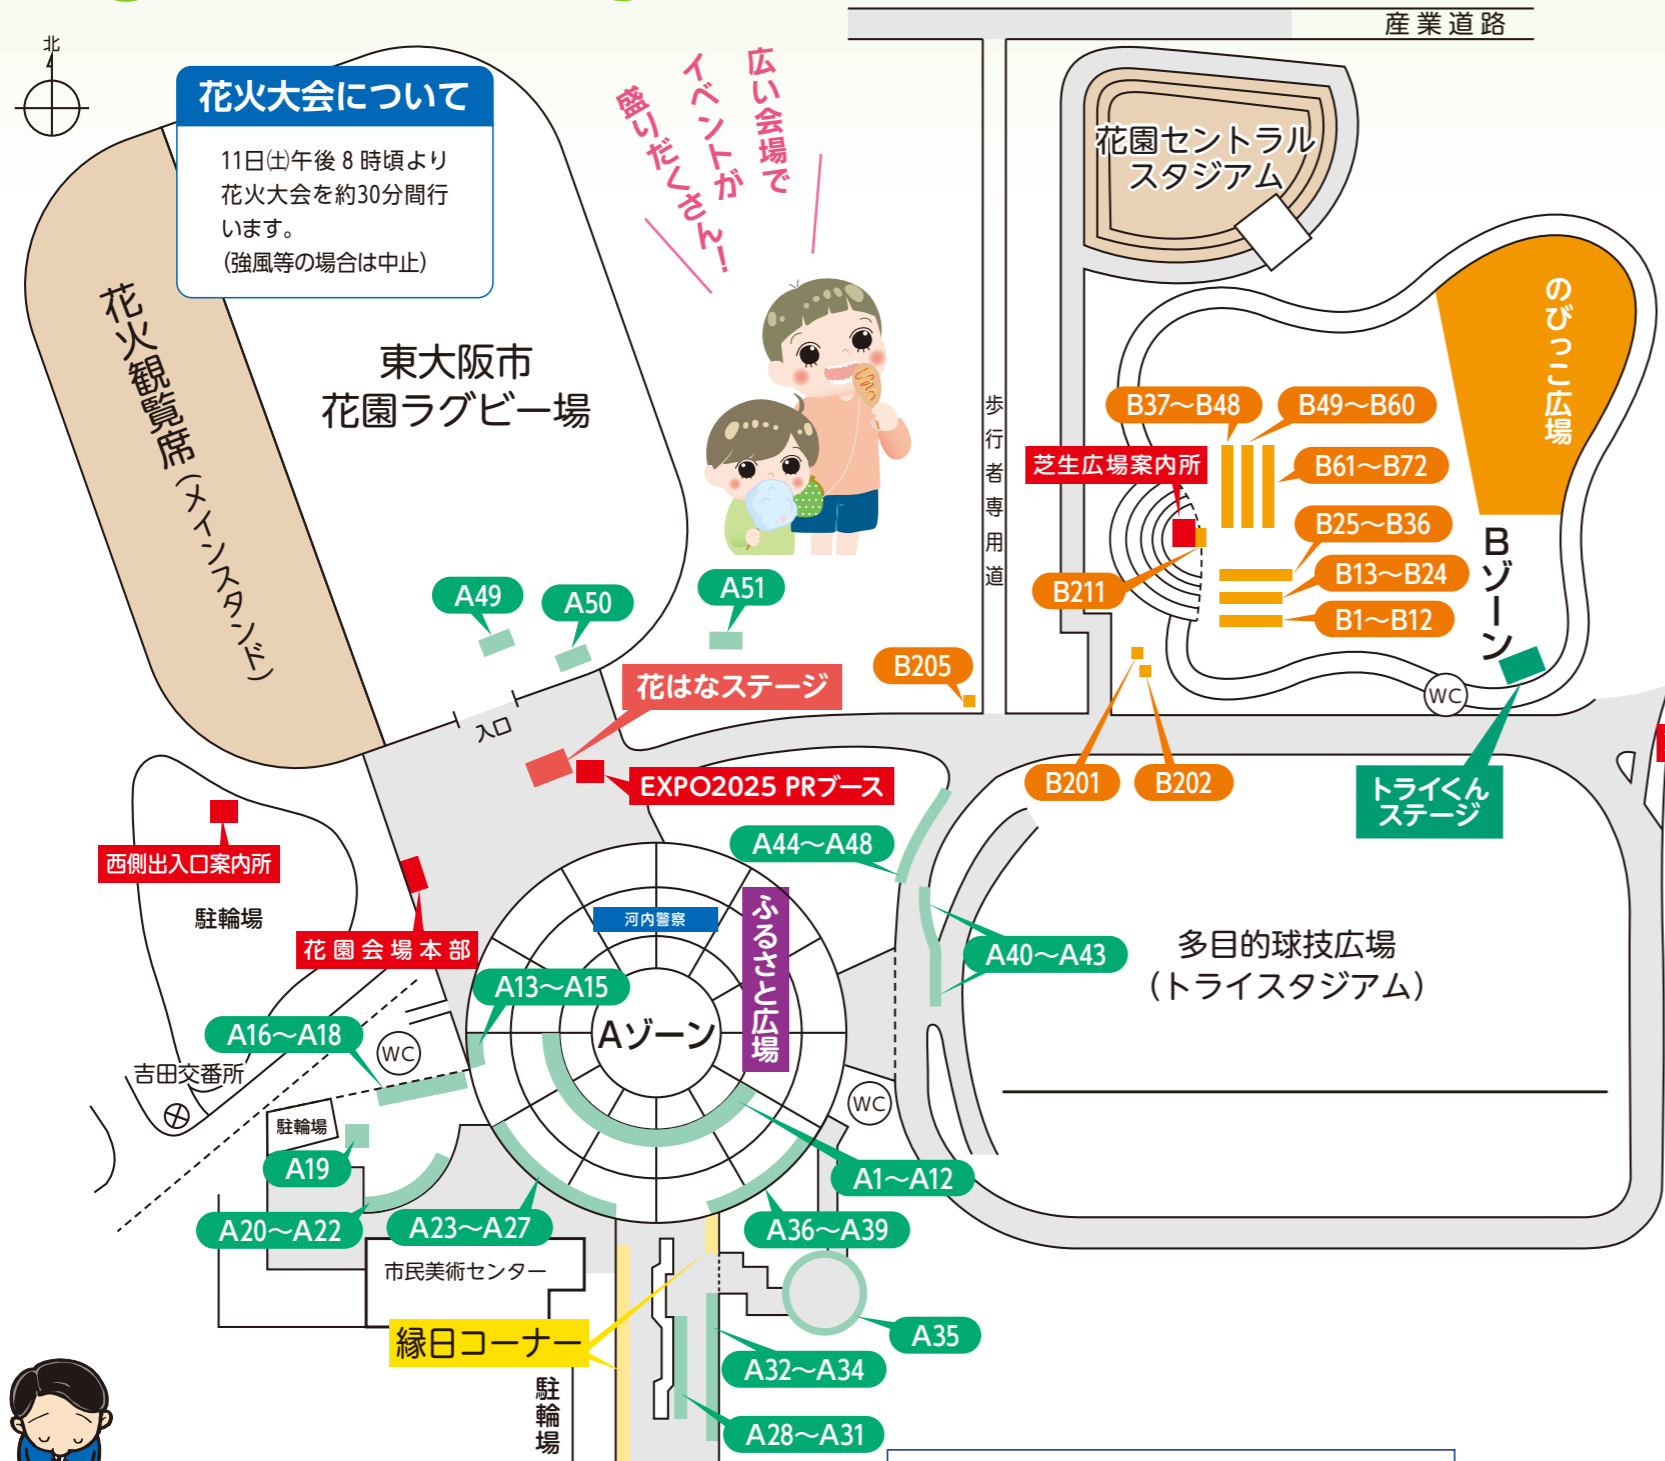 産業道路
北
花火大会について
11日㈯午後8時頃より
花火大会を約30分間行
います。
(強風等の場合は中止)
広い会場で
イベントが
盛りだくさん！
花園セントラル
スタジアム
花火観覧席(メインスタンド)
東大阪市
花園ラグビー場
歩行者専用道
のびっこ広場
B37〜B48
B49〜B60
芝生広場案内所
B61〜B72
B25〜B36
B13〜B24
B1〜B12
B211
Bゾーン
A49
A50
A51
B205
花はなステージ
入口
WC
EXPO2025 PRブース
B201
B202
トライくん
ステージ
西側出入口案内所
駐輪場
花園会場本部
A44〜A48
河内警察
ふるさと広場
A40〜A43
多目的球技広場
(トライスタジアム)
A13〜A15
Aゾーン
A16〜A18
WC
吉田交番所
WC
駐輪場
A19
A1〜A12
A20〜A22
A23〜A27
A36〜A39
市民美術センター
縁日コーナー
A35
A32〜A34
駐輪場
A28〜A31